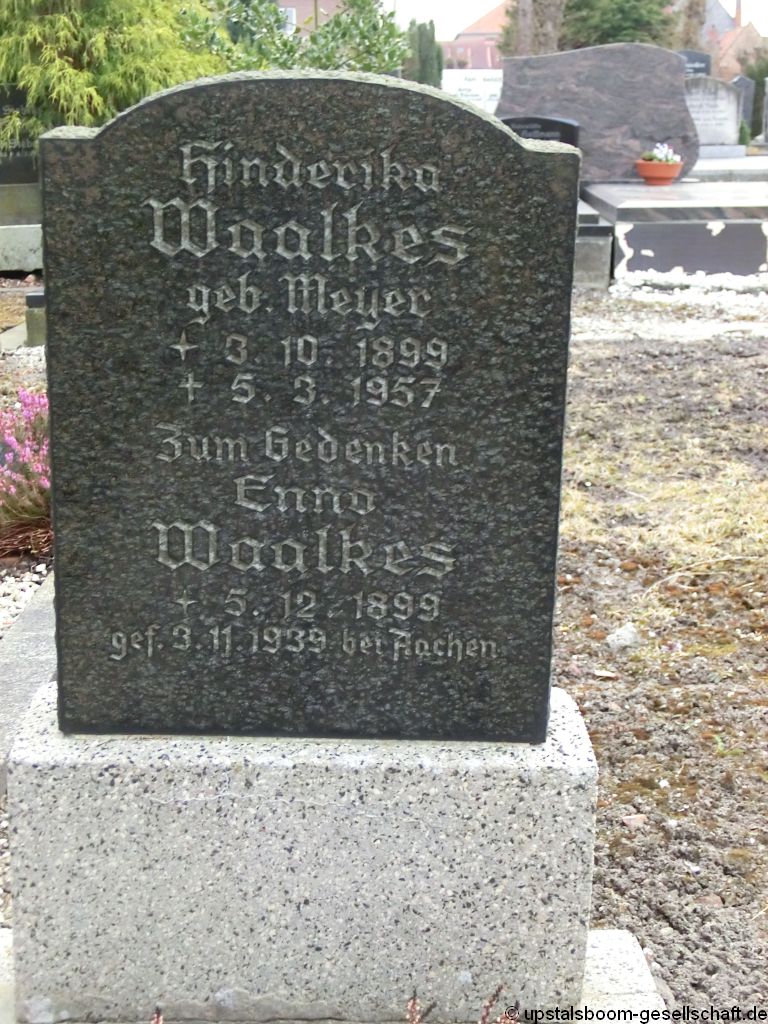 Hinderika
Waalkes
geb. Meyer
✦ 3. 10. 1899
† 5. 3. 1957
Zum Gedenken
Enno
Waalkes
✦ 5. 12. 1899
gef. 3. 11. 1939 bei Aachen
© upstalsboom-gesellschaft.de